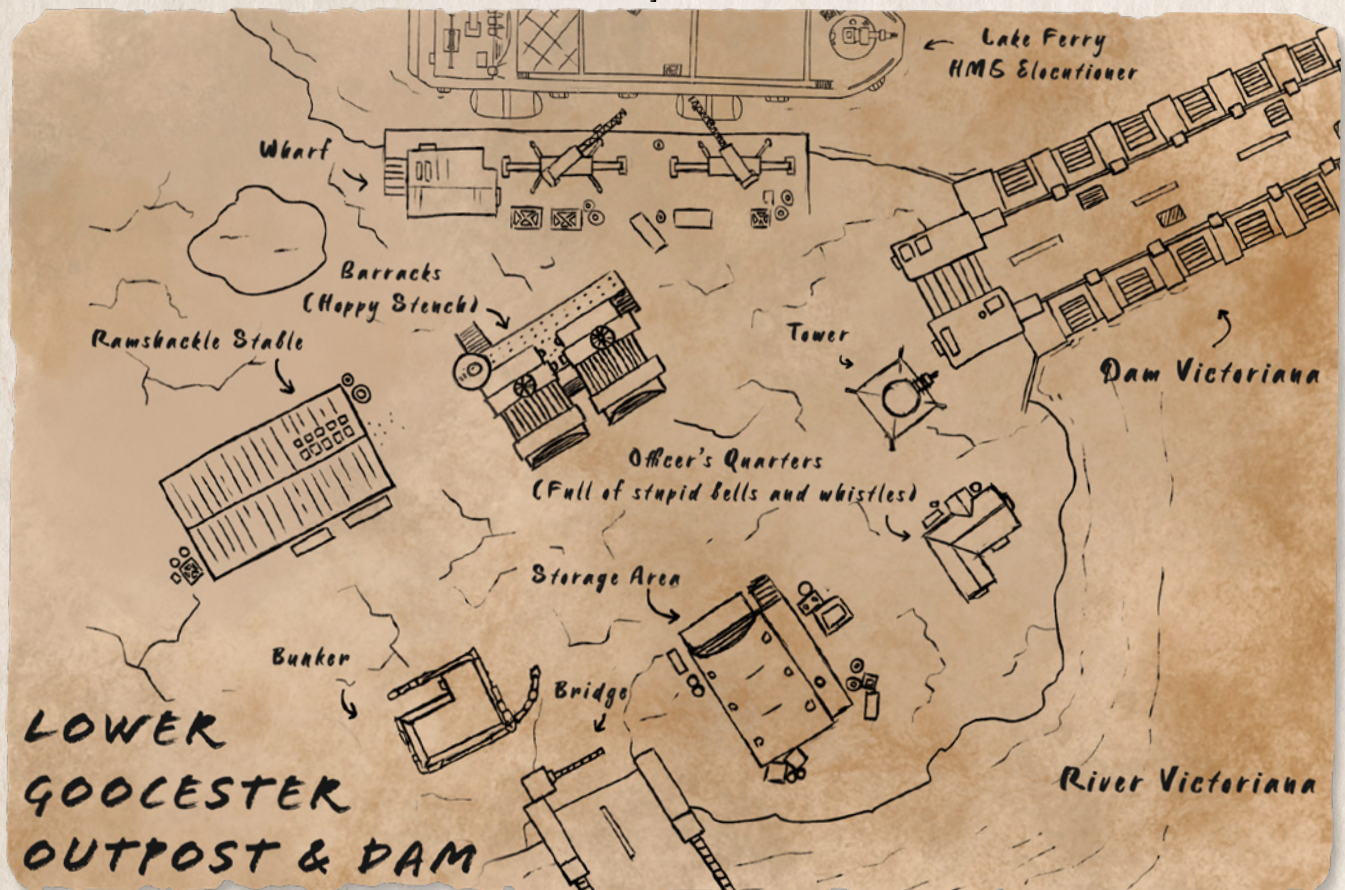 Lake Ferry
HMS Elocutioner
Wharf
Barracks
(Hoppy Stench)
Ramshackle Stable
Tower
Dam Victoriana
Officer's Quarters
(Full of stupid bells and whistles)
Storage Area
Bunker
Bridge
River Victoriana
LOWER
GOOCESTER
OUTPOST & DAM